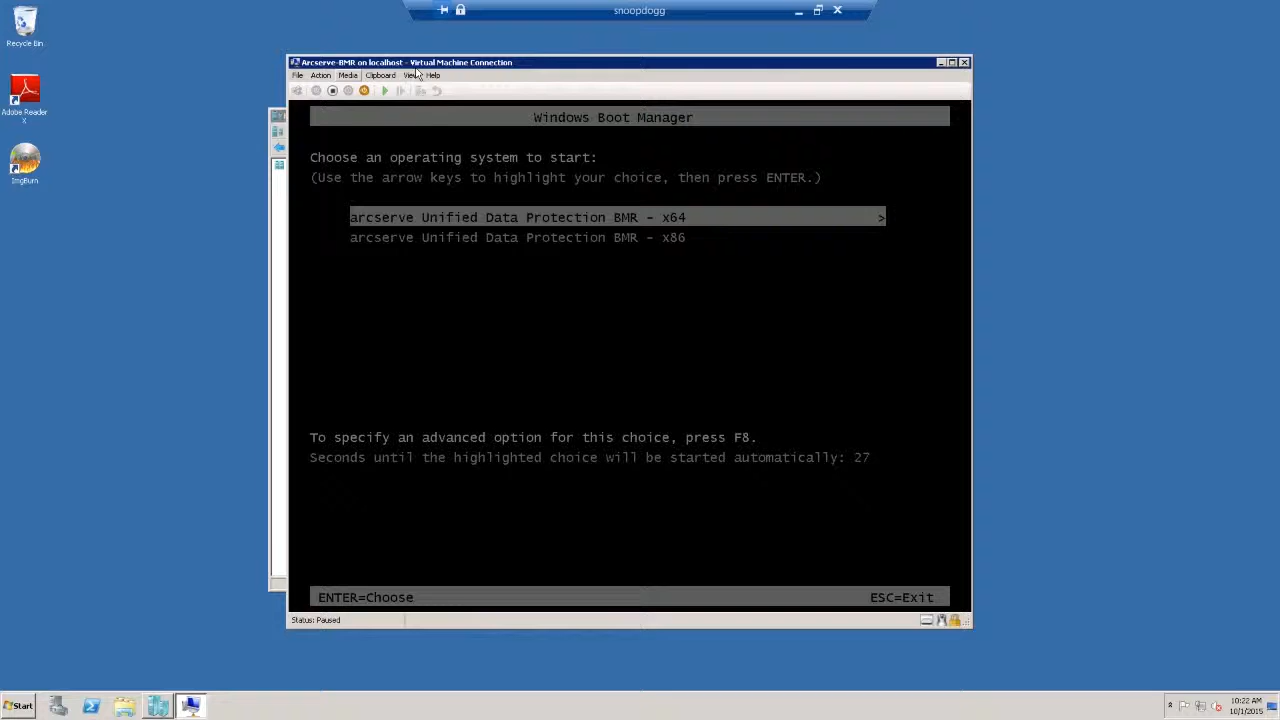 snoopdogg
Recycle Bin
Adobe Reader
X
ImgBurn
Arcserve-BMR on localhost - Virtual Machine Connection
File Action Media Clipboard View Help
Windows Boot Manager
Choose an operating system to start:
(Use the arrow keys to highlight your choice, then press ENTER.)
arcserve Unified Data Protection BMR - x64 >
arcserve Unified Data Protection BMR - x86
To specify an advanced option for this choice, press F8.
Seconds until the highlighted choice will be started automatically: 27
ENTER=Choose ESC=Exit
Status: Paused
Start
10:22 AM
10/1/2015